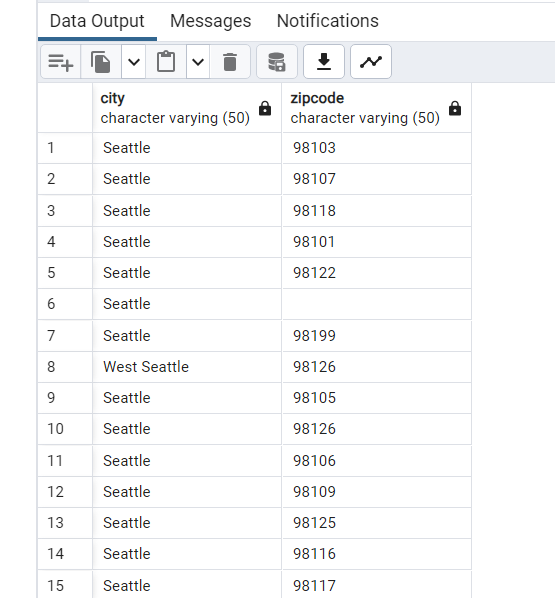 Data Output Messages Notifications
city zipcode
character varying (50) character varying (50)
1 Seattle 98103
2 Seattle 98107
3 Seattle 98118
4 Seattle 98101
5 Seattle 98122
6 Seattle
7 Seattle 98199
8 West Seattle 98126
9 Seattle 98105
10 Seattle 98126
11 Seattle 98106
12 Seattle 98109
13 Seattle 98125
14 Seattle 98116
15 Seattle 98117